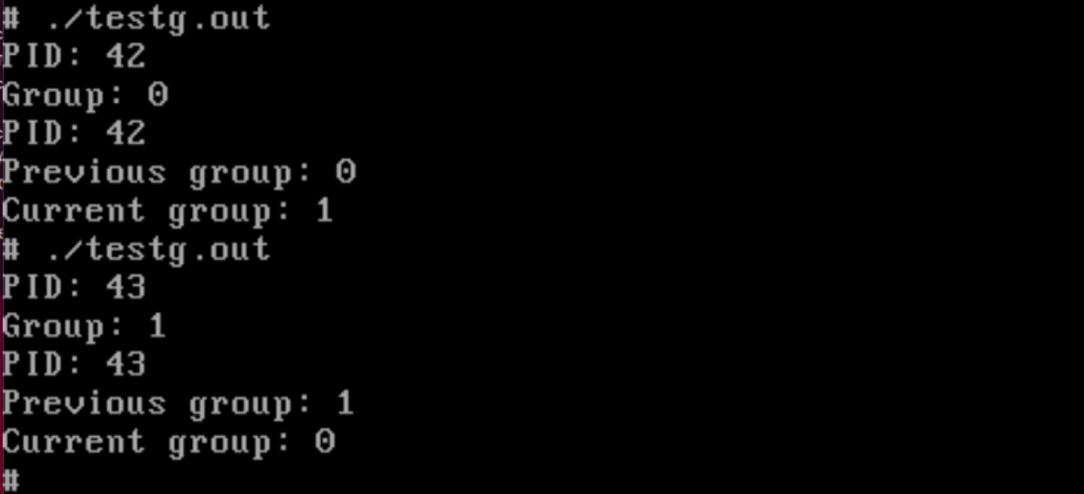 # ./testg.out
PID: 42
Group: 0
PID: 42
Previous group: 0
Current group: 1
# ./testg.out
PID: 43
Group: 1
PID: 43
Previous group: 1
Current group: 0
#